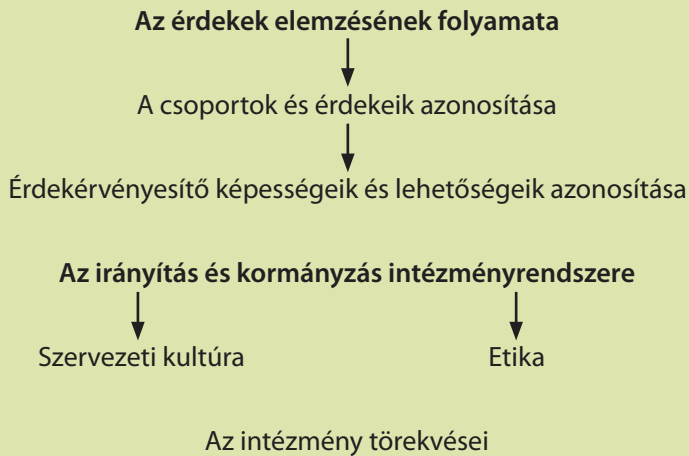 Az érdekek elemzésének folyamata
A csoportok és érdekeik azonosítása
Érdekérvényesítő képességeik és lehetőségeik azonosítása
Az irányítás és kormányzás intézményrendszere
Szervezeti kultúra
Etika
Az intézmény törekvései